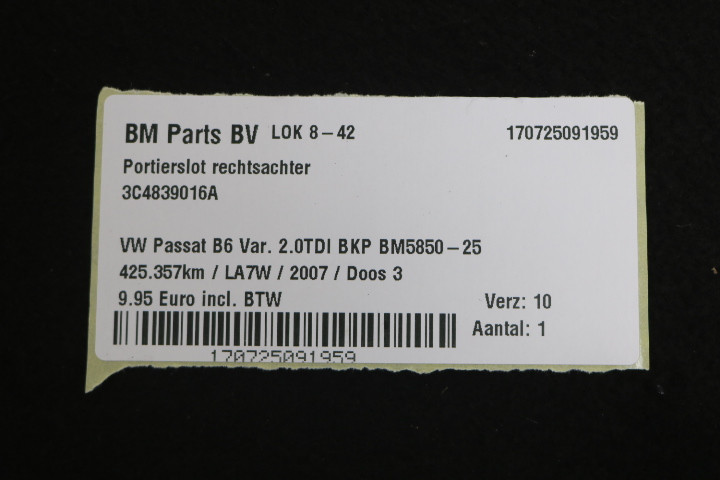 BM Parts BV LOK 8-42 170725091959
Portierslot rechtsachter
3C4839016A
VW Passat B6 Var. 2.0TDI BKP BM5850-25
425.357km / LA7W / 2007 / Doos 3
9.95 Euro incl. BTW Verz: 10
Aantal: 1
170725091959